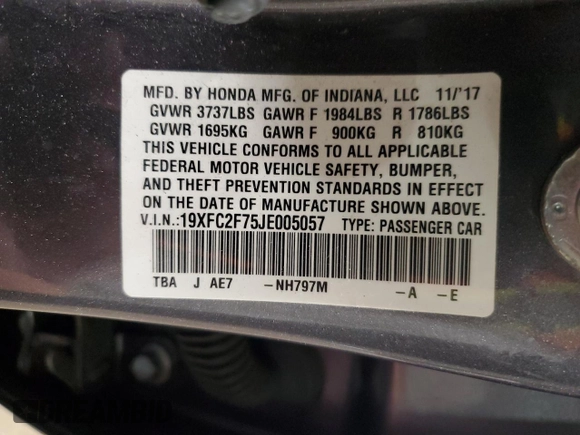 MFD. BY HONDA MFG. OF INDIANA, LLC 11/'17
GVWR 3737LBS GAWR F 1984LBS R 1786LBS
GVWR 1695KG GAWR F 900KG R 810KG
THIS VEHICLE CONFORMS TO ALL APPLICABLE
FEDERAL MOTOR VEHICLE SAFETY, BUMPER,
AND THEFT PREVENTION STANDARDS IN EFFECT
ON THE DATE OF MANUFACTURE SHOWN ABOVE.
V.I.N.:19XFC2F75JE005057 TYPE: PASSENGER CAR
TBA J AE7 -NH797M -A -E
DREAMBID